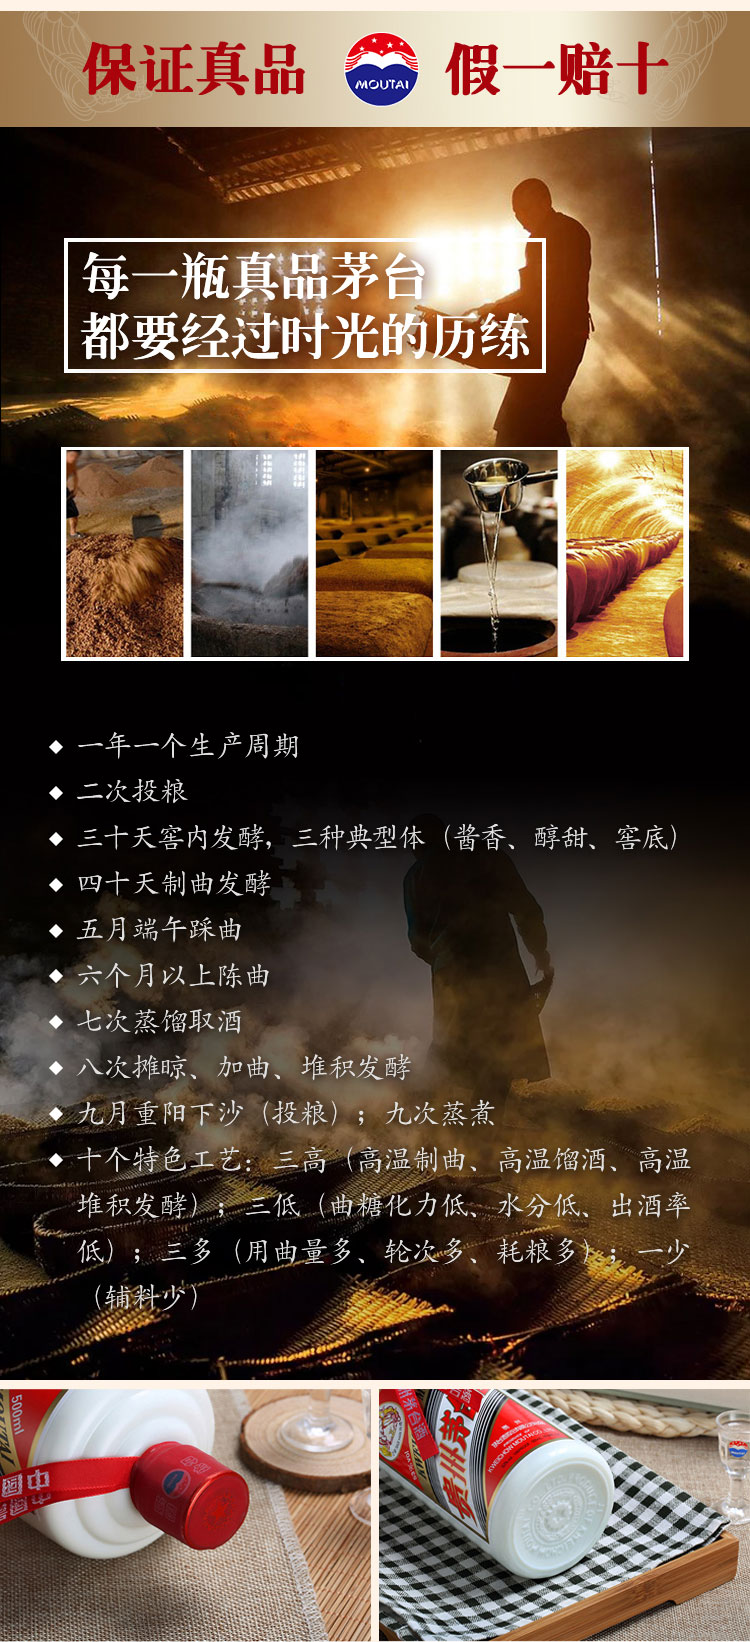 保证真品 MOUTAI 假一赔十
每一瓶真品茅台
都要经过时光的历练
一年一个生产周期
二次投粮
三十天窖内发酵，三种典型体（酱香、醇甜、窖底）
四十天制曲发酵
五月端午踩曲
六个月以上陈曲
七次蒸馏取酒
八次摊晾、加曲、堆积发酵
九月重阳下沙（投粮）；九次蒸煮
十个特色工艺：三高（高温制曲、高温馏酒、高温
堆积发酵）；三低（曲糖化力低、水分低、出酒率
低）；三多（用曲量多、轮次多、耗粮多）；一少
（辅料少）
500ml
中国
贵州茅